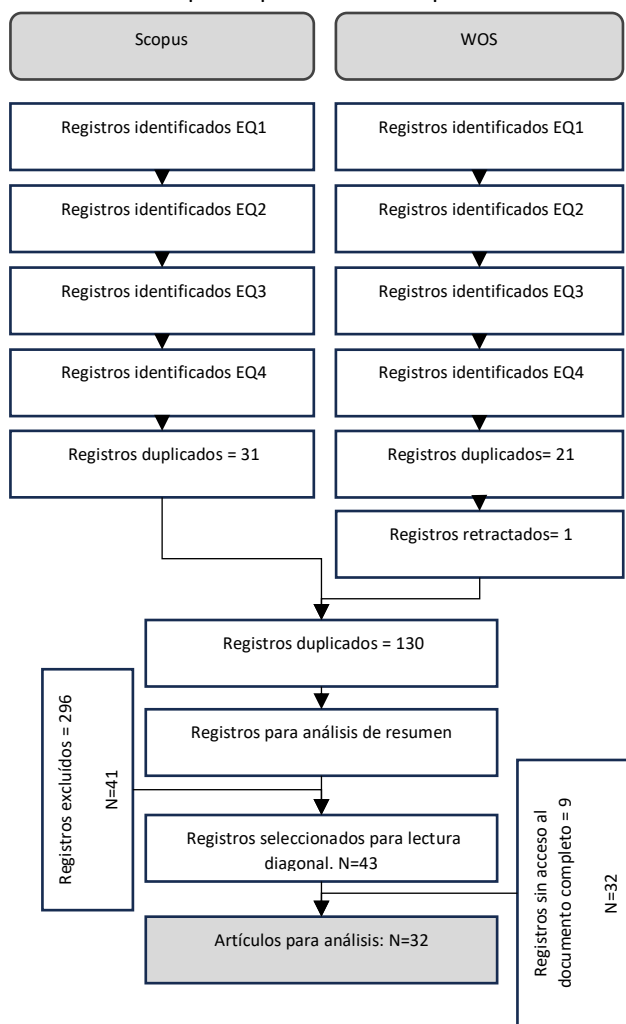 Scopus
WOS
Registros identificados EQ1
Registros identificados EQ1
Registros identificados EQ2
Registros identificados EQ2
Registros identificados EQ3
Registros identificados EQ3
Registros identificados EQ4
Registros identificados EQ4
Registros duplicados = 31
Registros duplicados= 21
Registros retractados= 1
Registros duplicados = 130
Registros para análisis de resumen
Registros excluídos = 296
N=41
Registros seleccionados para lectura
diagonal. N=43
Registros sin acceso al
documento completo = 9
N=32
Artículos para análisis: N=32